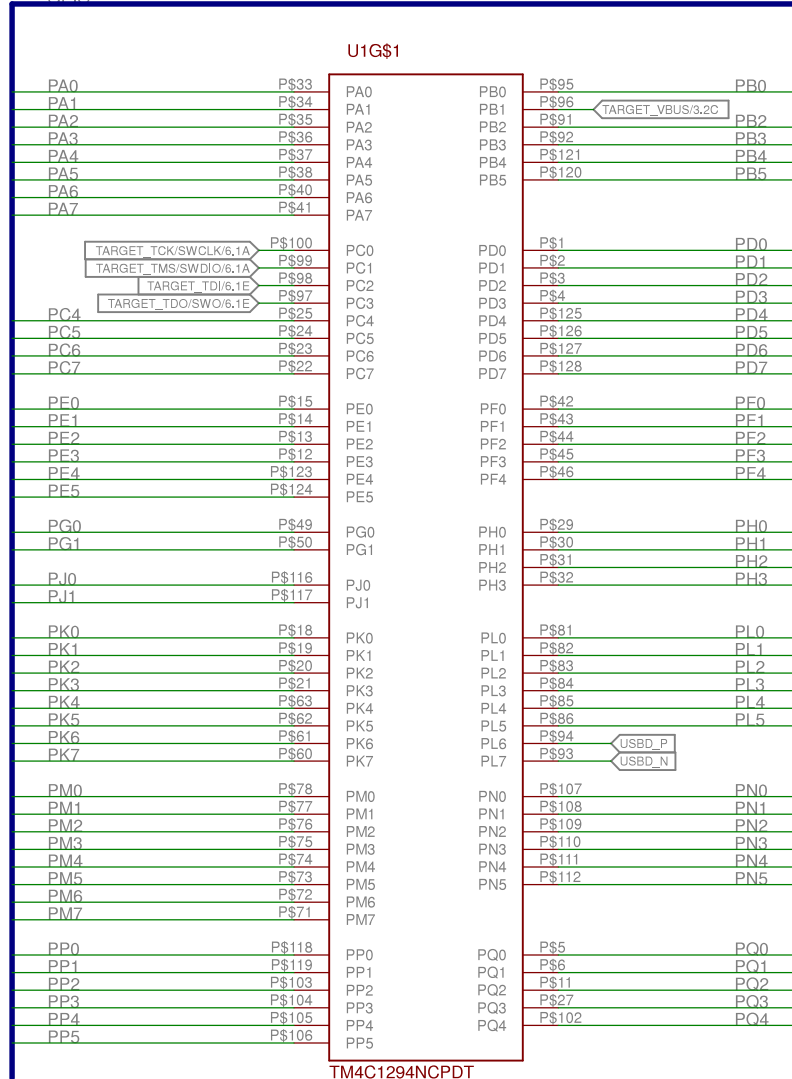 U1G$1
PA0 P$33 PA0 PB0 P$95 PB0
PA1 P$34 PA1 PB1 P$96 TARGET_VBUS/3.2C
PA2 P$35 PA2 PB2 P$91 PB2
PA3 P$36 PA3 PB3 P$92 PB3
PA4 P$37 PA4 PB4 P$121 PB4
PA5 P$38 PA5 PB5 P$120 PB5
PA6 P$40 PA6
PA7 P$41 PA7
TARGET_TCK/SWCLK/6.1A P$100 PC0 PD0 P$1 PD0
TARGET_TMS/SWDIO/6.1A P$99 PC1 PD1 P$2 PD1
TARGET_TDI/6.1E P$98 PC2 PD2 P$3 PD2
TARGET_TDO/SWO/6.1E P$97 PC3 PD3 P$4 PD3
PC4 P$25 PC4 PD4 P$125 PD4
PC5 P$24 PC5 PD5 P$126 PD5
PC6 P$23 PC6 PD6 P$127 PD6
PC7 P$22 PC7 PD7 P$128 PD7
PE0 P$15 PE0 PF0 P$42 PF0
PE1 P$14 PE1 PF1 P$43 PF1
PE2 P$13 PE2 PF2 P$44 PF2
PE3 P$12 PE3 PF3 P$45 PF3
PE4 P$123 PE4 PF4 P$46 PF4
PE5 P$124 PE5
PG0 P$49 PG0 PH0 P$29 PH0
PG1 P$50 PG1 PH1 P$30 PH1
PH2 P$31 PH2
PJ0 P$116 PJ0 PH3 P$32 PH3
PJ1 P$117 PJ1
PK0 P$18 PK0 PL0 P$81 PL0
PK1 P$19 PK1 PL1 P$82 PL1
PK2 P$20 PK2 PL2 P$83 PL2
PK3 P$21 PK3 PL3 P$84 PL3
PK4 P$63 PK4 PL4 P$85 PL4
PK5 P$62 PK5 PL5 P$86 PL5
PK6 P$61 PK6 PL6 P$94 USBD_P
PK7 P$60 PK7 PL7 P$93 USBD_N
PM0 P$78 PM0 PN0 P$107 PN0
PM1 P$77 PM1 PN1 P$108 PN1
PM2 P$76 PM2 PN2 P$109 PN2
PM3 P$75 PM3 PN3 P$110 PN3
PM4 P$74 PM4 PN4 P$111 PN4
PM5 P$73 PM5 PN5 P$112 PN5
PM6 P$72 PM6
PM7 P$71 PM7
PP0 P$118 PP0 PQ0 P$5 PQ0
PP1 P$119 PP1 PQ1 P$6 PQ1
PP2 P$103 PP2 PQ2 P$11 PQ2
PP3 P$104 PP3 PQ3 P$27 PQ3
PP4 P$105 PP4 PQ4 P$102 PQ4
PP5 P$106 PP5
TM4C1294NCPDT